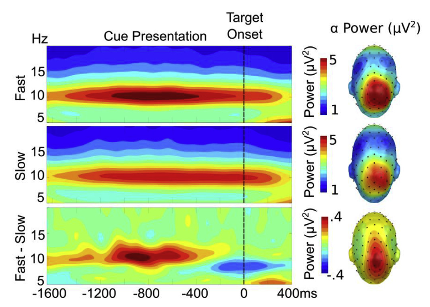 Target
Hz Cue Presentation Onset α Power (µV²)
Fast
15
10
5
Power (µV²)
5
1
Slow
15
10
5
Power (µV²)
5
1
Fast - Slow
15
10
5
Power (µV²)
.4
-.4
-1600 -1200 -800 -400 0 400ms